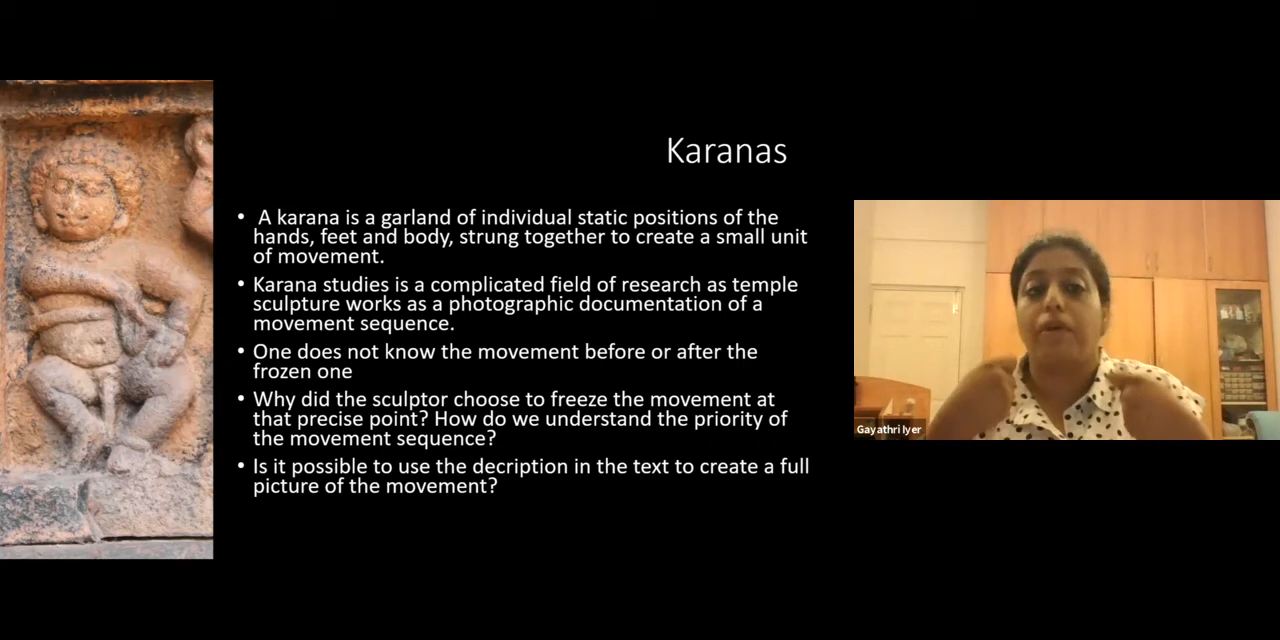 Karanas
• A karana is a garland of individual static positions of the
hands, feet and body, strung together to create a small unit
of movement.
• Karana studies is a complicated field of research as temple
sculpture works as a photographic documentation of a
movement sequence.
• One does not know the movement before or after the
frozen one
• Why did the sculptor choose to freeze the movement at
that precise point? How do we understand the priority of
the movement sequence?
• Is it possible to use the decription in the text to create a full
picture of the movement?
Gayathri Iyer